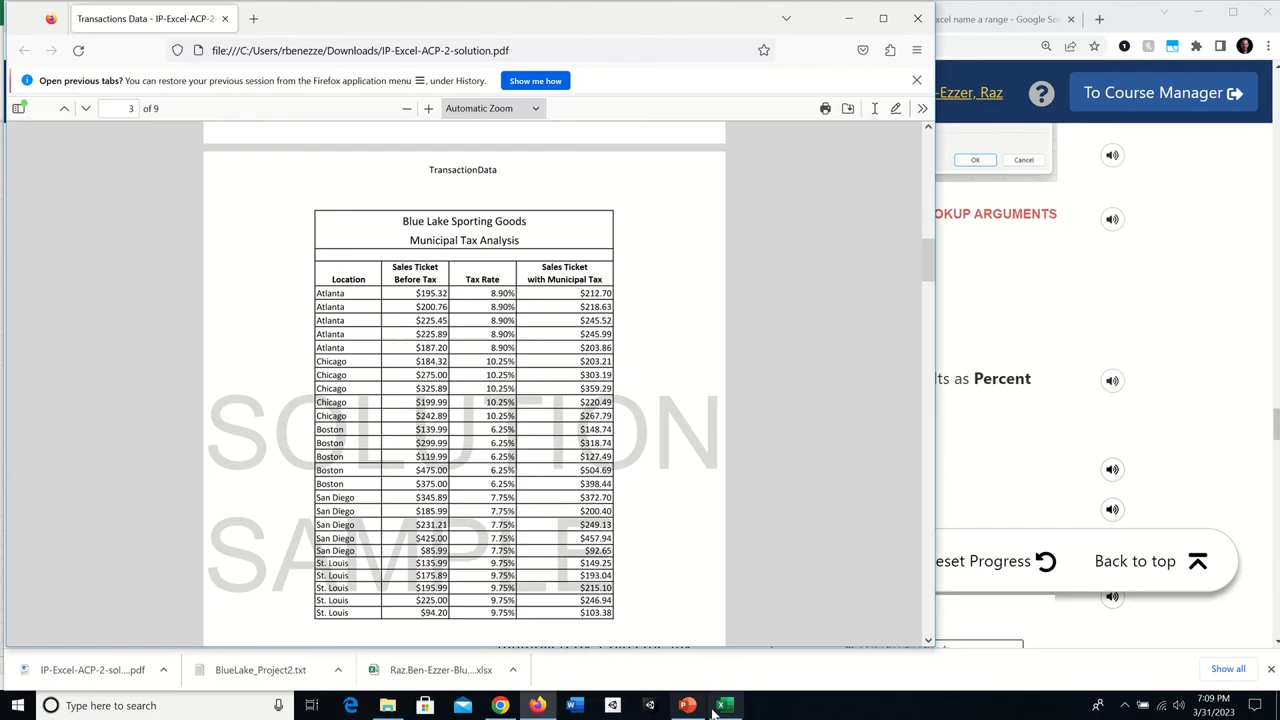 Transactions Data - IP-Excel-ACP-2-
file:///C:/Users/rbenezze/Downloads/IP-Excel-ACP-2-solution.pdf
Open previous tabs? You can restore your previous session from the Firefox application menu ☰, under History.
Show me how
3 of 9
Automatic Zoom
excel name a range - Google Se
-Ezzer, Raz
To Course Manager
OK
Cancel
OKUP ARGUMENTS
lts as Percent
eset Progress
Back to top
TransactionData
Blue Lake Sporting Goods
Municipal Tax Analysis
Location Sales Ticket Before Tax Tax Rate Sales Ticket with Municipal Tax
Atlanta $195.32 8.90% $212.70
Atlanta $200.76 8.90% $218.63
Atlanta $225.45 8.90% $245.52
Atlanta $225.89 8.90% $245.99
Atlanta $187.20 8.90% $203.86
Chicago $184.32 10.25% $203.21
Chicago $275.00 10.25% $303.19
Chicago $325.89 10.25% $359.29
Chicago $199.99 10.25% $220.49
Chicago $242.89 10.25% $267.79
Boston $139.99 6.25% $148.74
Boston $299.99 6.25% $318.74
Boston $119.99 6.25% $127.49
Boston $475.00 6.25% $504.69
Boston $375.00 6.25% $398.44
San Diego $345.89 7.75% $372.70
San Diego $185.99 7.75% $200.40
San Diego $231.21 7.75% $249.13
San Diego $425.00 7.75% $457.94
San Diego $85.99 7.75% $92.65
St. Louis $135.99 9.75% $149.25
St. Louis $175.89 9.75% $193.04
St. Louis $195.99 9.75% $215.10
St. Louis $225.00 9.75% $246.94
St. Louis $94.20 9.75% $103.38
SOLUTION
SAMPLE
IP-Excel-ACP-2-sol....pdf
BlueLake_Project2.txt
Raz.Ben-Ezzer-Blu....xlsx
Show all
Type here to search
7:09 PM
3/31/2023